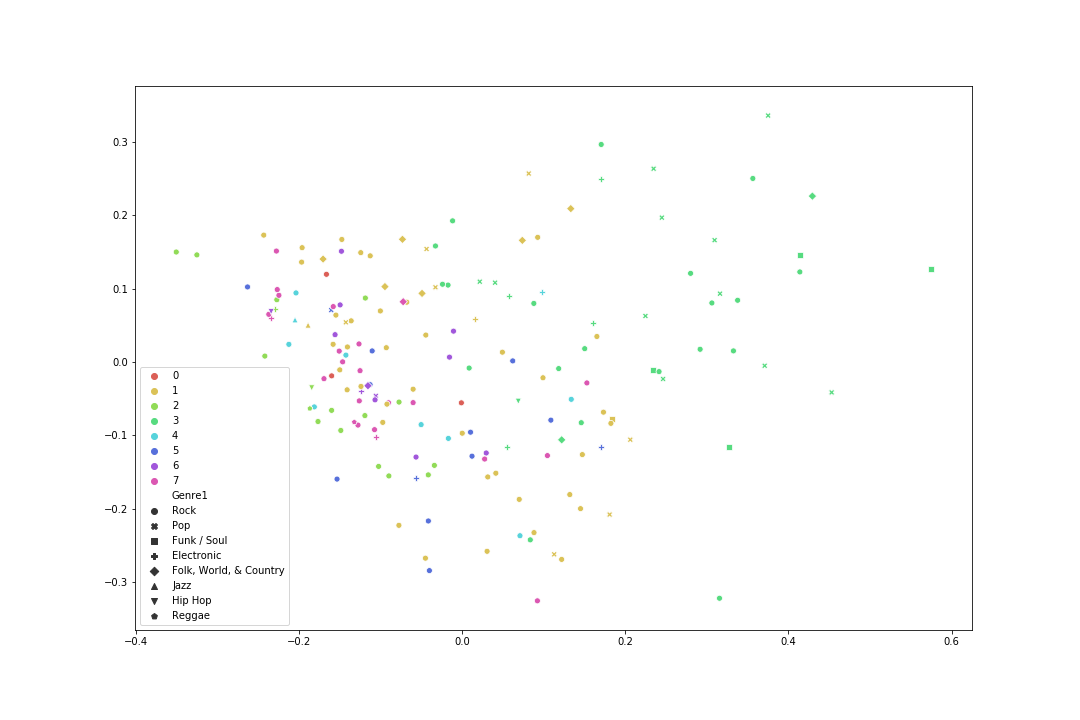 0.3
0.2
0.1
0.0
−0.1
−0.2
−0.3
0
1
2
3
4
5
6
7
Genre1
Rock
Pop
Funk / Soul
Electronic
Folk, World, & Country
Jazz
Hip Hop
Reggae
−0.4 −0.2 0.0 0.2 0.4 0.6